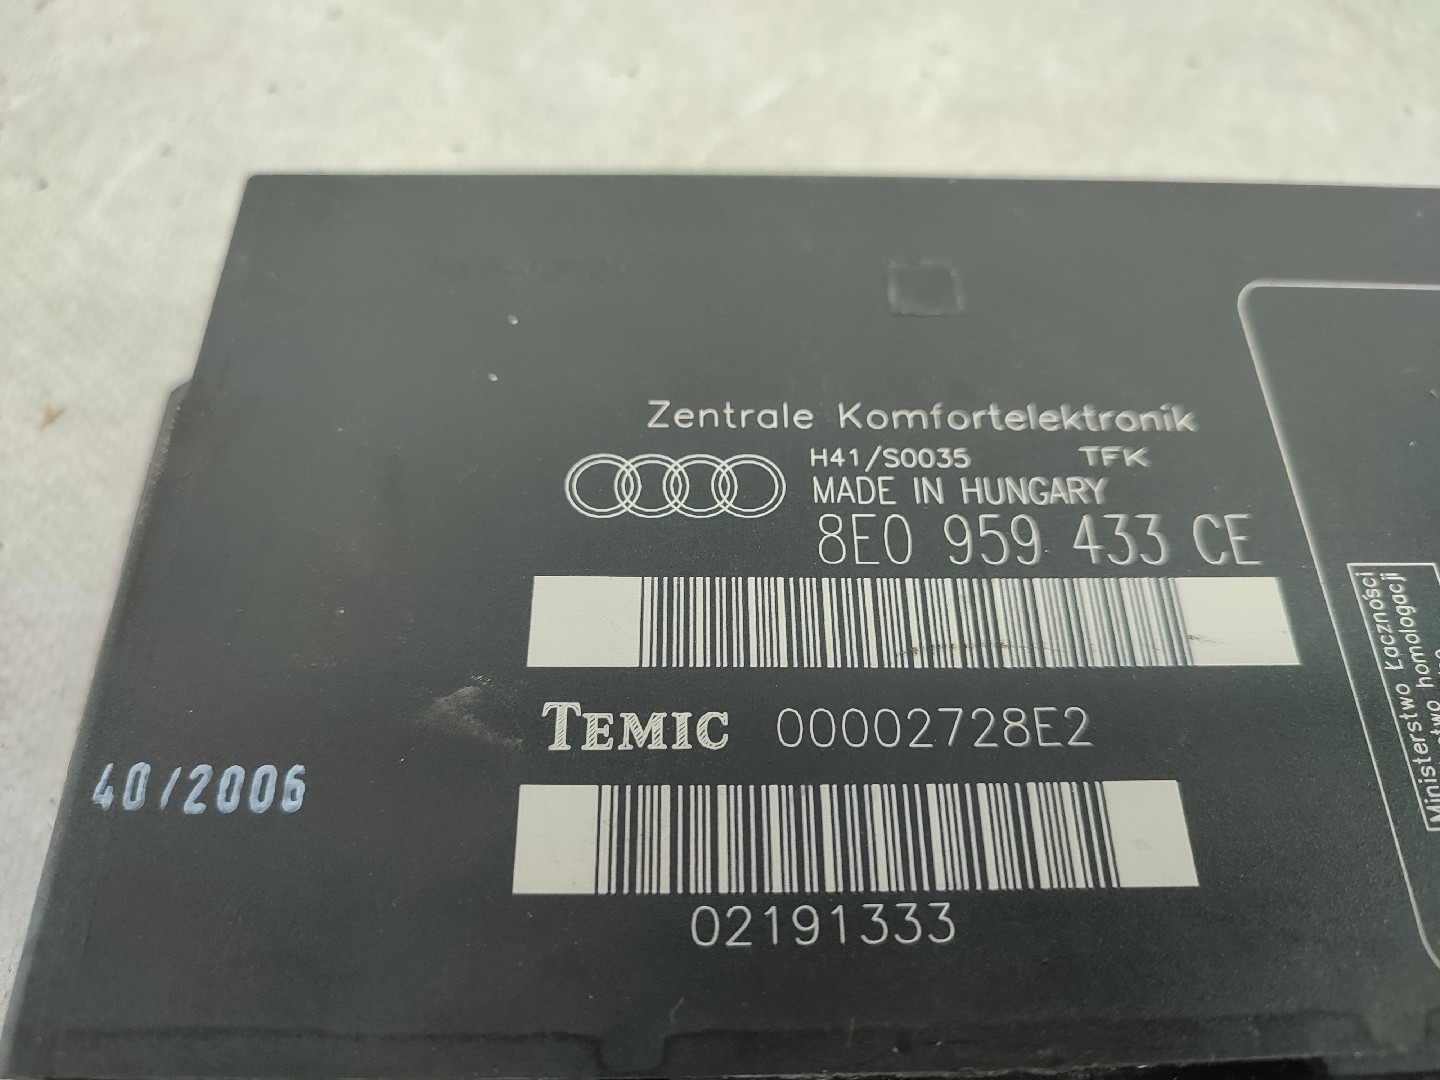 Zentrale Komfortelektronik
H41/S0035 TFK
MADE IN HUNGARY
8E0 959 433 CE
TEMIC 00002728E2
40/2006
02191333
Ministerstwo Łączności
homologacji